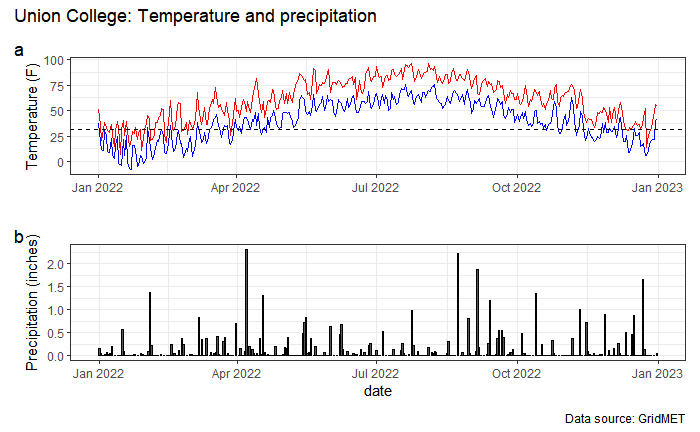 Union College: Temperature and precipitation
a
Temperature (F)
100
75
50
25
0
Jan 2022 Apr 2022 Jul 2022 Oct 2022 Jan 2023
b
Precipitation (inches)
2.0
1.5
1.0
0.5
0.0
Jan 2022 Apr 2022 Jul 2022 Oct 2022 Jan 2023
date
Data source: GridMET